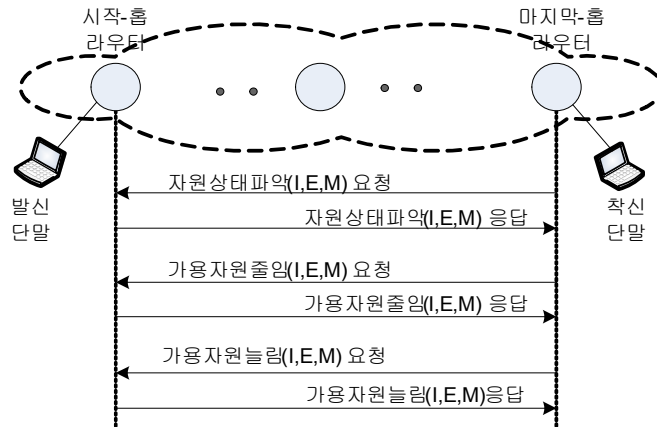 시작-홉
라우터
마지막-홉
라우터
발신
단말
착신
단말
자원상태파악(I,E,M) 요청
자원상태파악(I,E,M) 응답
가용자원줄임(I,E,M) 요청
가용자원줄임(I,E,M) 응답
가용자원늘림(I,E,M) 요청
가용자원늘림(I,E,M)응답